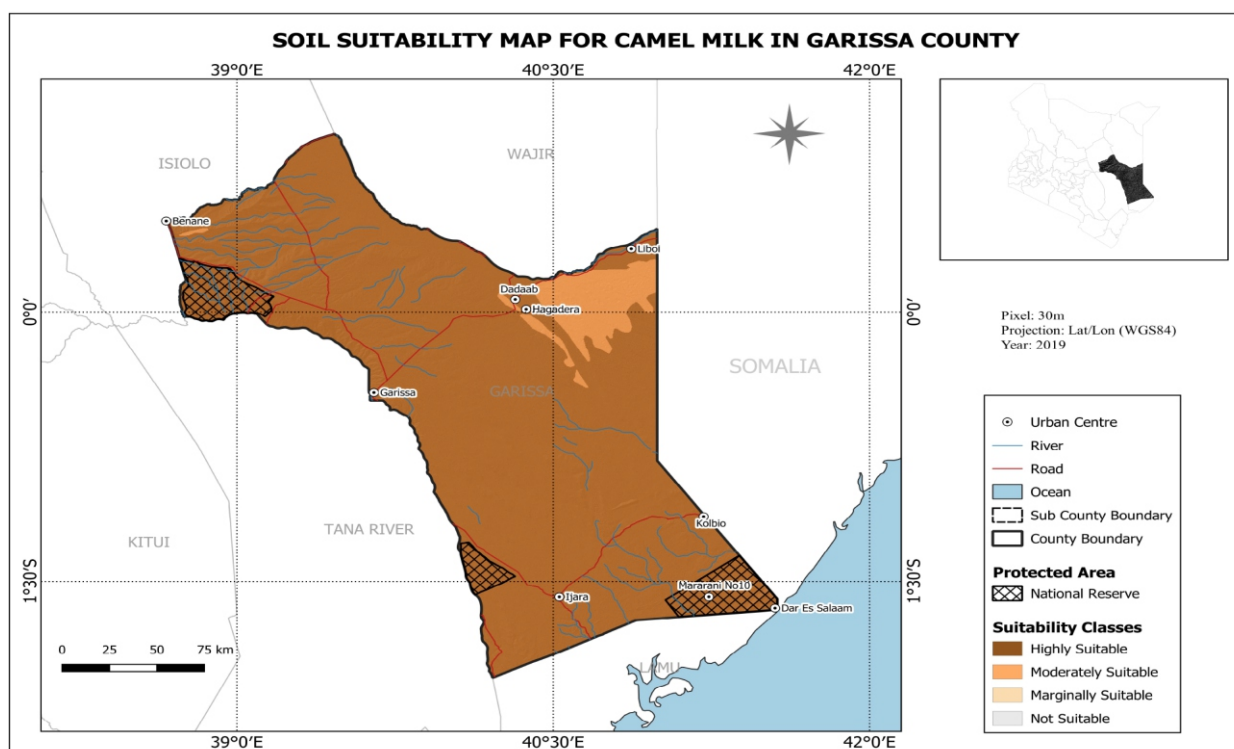 SOIL SUITABILITY MAP FOR CAMEL MILK IN GARISSA COUNTY
39°0′E
40°30′E
42°0′E
ISIOLO
WAJIR
Benane
Liboi
Dadaab
Hagadera
0°0′
0°0′
Pixel: 30m
Projection: Lat/Lon (WGS84)
Year: 2019
SOMALIA
Garissa
GARISSA
Urban Centre
River
Road
Ocean
Sub County Boundary
County Boundary
Protected Area
National Reserve
Suitability Classes
Highly Suitable
Moderately Suitable
Marginally Suitable
Not Suitable
TANA RIVER
KITUI
Kolbio
1°30′S
1°30′S
Mararani No10
Ijara
Dar Es Salaam
LAMU
0 25 50 75 km
39°0′E
40°30′E
42°0′E